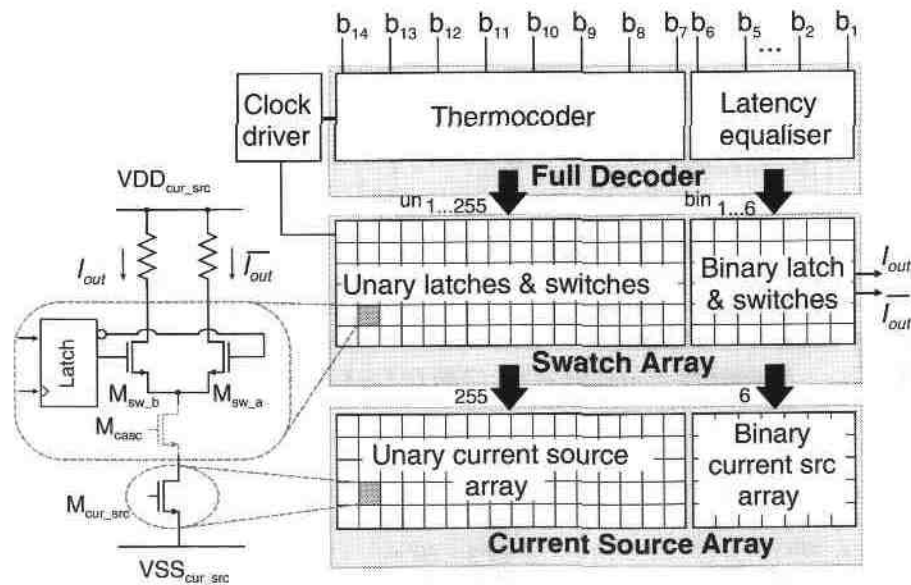 b14 b13 b12 b11 b10 b9 b8 b7 b6 b5 ... b2 b1
Clock driver
Thermocoder
Latency equaliser
Full Decoder
VDDcur_src
un1...255
bin1...6
Iout
Iout
Unary latches & switches
Binary latch & switches
Iout
Iout
Latch
Msw_b
Msw_a
Swatch Array
255
6
Mcasc
Unary current source array
Binary current src array
Mcur_src
Current Source Array
VSScur_src